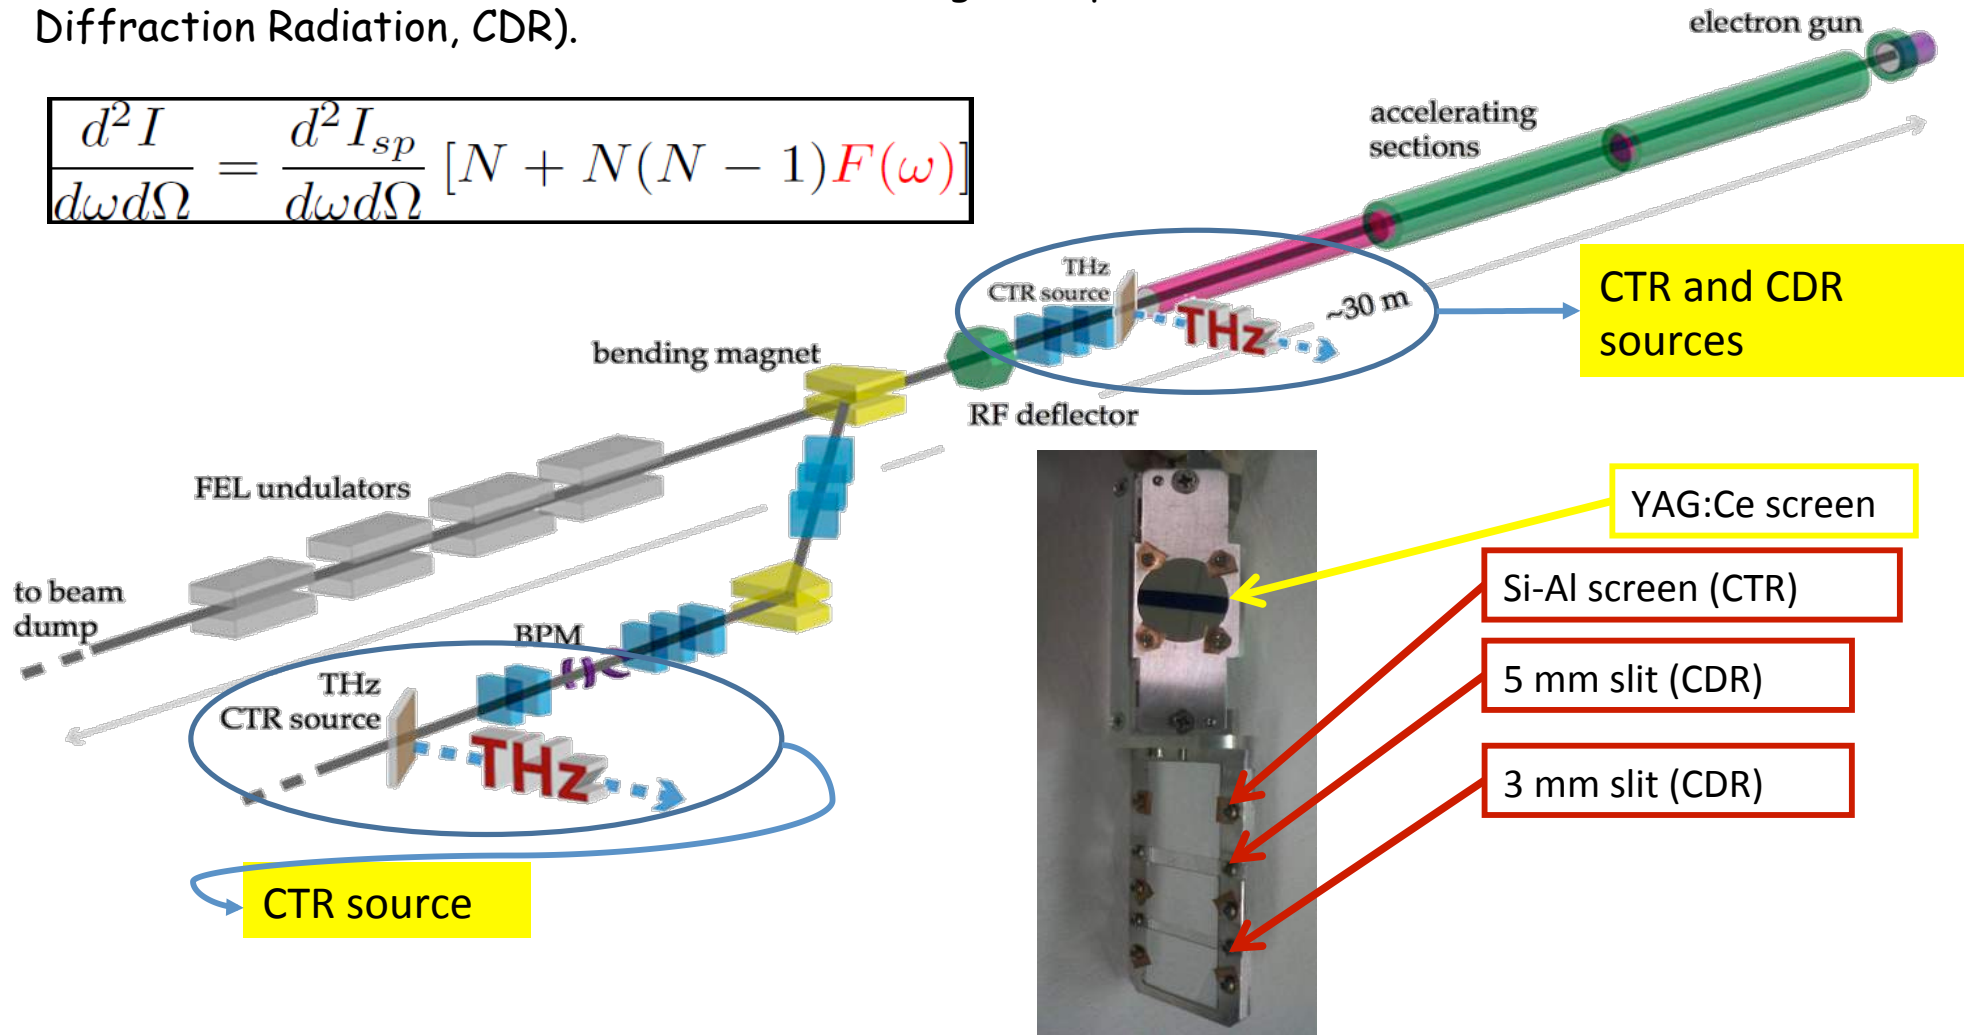 Diffraction Radiation, CDR).
electron gun
d²I/dωdΩ = d²I_sp/dωdΩ [N + N(N − 1)F(ω)]
accelerating
sections
THz
CTR source
THz
~30 m
CTR and CDR
sources
bending magnet
RF deflector
FEL undulators
YAG:Ce screen
to beam
dump
Si-Al screen (CTR)
BPM
5 mm slit (CDR)
THz
CTR source
THz
3 mm slit (CDR)
CTR source